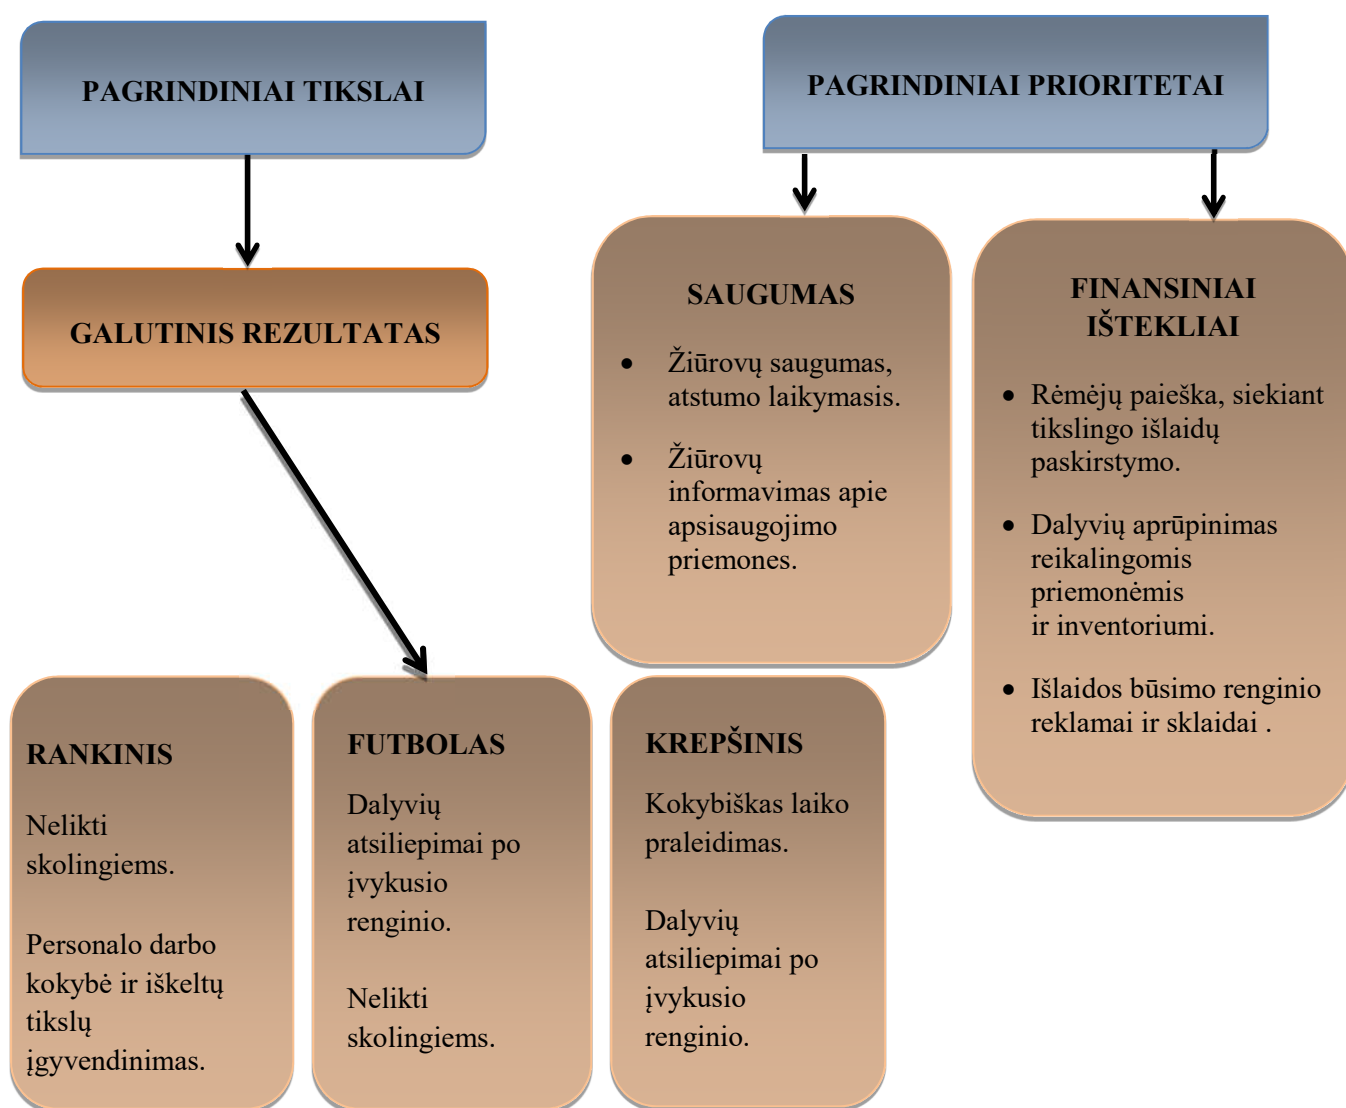 PAGRINDINIAI TIKSLAI
GALUTINIS REZULTATAS
RANKINIS
Nelikti
skolingiems.
Personalo darbo
kokybė ir iškeltų
tikslų
įgyvendinimas.
FUTBOLAS
Dalyvių
atsiliepimai po
įvykusio
renginio.
Nelikti
skolingiems.
KREPŠINIS
Kokybiškas laiko
praleidimas.
Dalyvių
atsiliepimai po
įvykusio
renginio.
PAGRINDINIAI PRIORITETAI
SAUGUMAS
• Žiūrovų saugumas,
atstumo laikymasis.
• Žiūrovų
informavimas apie
apsisaugojimo
priemones.
FINANSINIAI
IŠTEKLIAI
• Rėmėjų paieška, siekiant
tikslingo išlaidų
paskirstymo.
• Dalyvių aprūpinimas
reikalingomis
priemonėmis
ir inventoriumi.
• Išlaidos būsimo renginio
reklamai ir sklaidai .